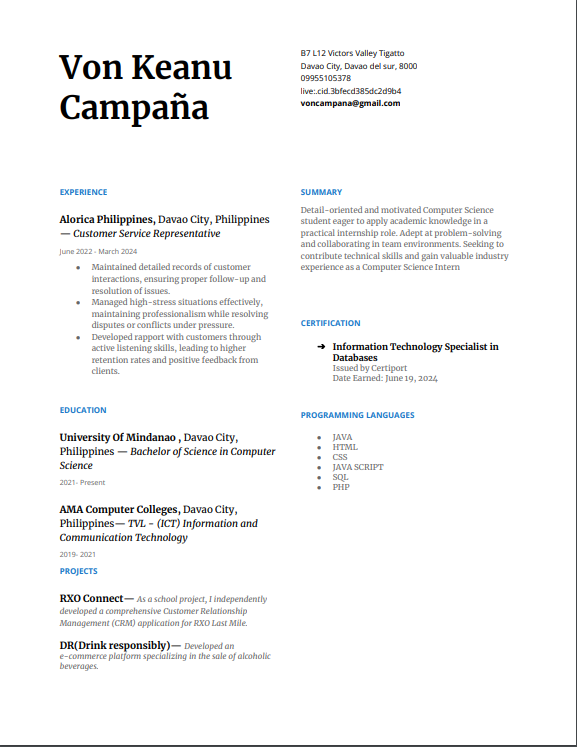 Von Keanu
Campaña
B7 L12 Victors Valley Tigatto
Davao City, Davao del sur, 8000
09955105378
live:.cid.3bfecd385dc2d9b4
voncampana@gmail.com
EXPERIENCE
Alorica Philippines, Davao City, Philippines
— Customer Service Representative
June 2022 - March 2024
● Maintained detailed records of customer
interactions, ensuring proper follow-up and
resolution of issues.
● Managed high-stress situations effectively,
maintaining professionalism while resolving
disputes or conflicts under pressure.
● Developed rapport with customers through
active listening skills, leading to higher
retention rates and positive feedback from
clients.
EDUCATION
University Of Mindanao , Davao City,
Philippines — Bachelor of Science in Computer
Science
2021- Present
AMA Computer Colleges, Davao City,
Philippines— TVL - (ICT) Information and
Communication Technology
2019- 2021
PROJECTS
RXO Connect— As a school project, I independently
developed a comprehensive Customer Relationship
Management (CRM) application for RXO Last Mile.
DR(Drink responsibly)— Developed an
e-commerce platform specializing in the sale of alcoholic
beverages.
SUMMARY
Detail-oriented and motivated Computer Science
student eager to apply academic knowledge in a
practical internship role. Adept at problem-solving
and collaborating in team environments. Seeking to
contribute technical skills and gain valuable industry
experience as a Computer Science Intern
CERTIFICATION
➔ Information Technology Specialist in
Databases
Issued by Certiport
Date Earned: June 19, 2024
PROGRAMMING LANGUAGES
● JAVA
● HTML
● CSS
● JAVA SCRIPT
● SQL
● PHP